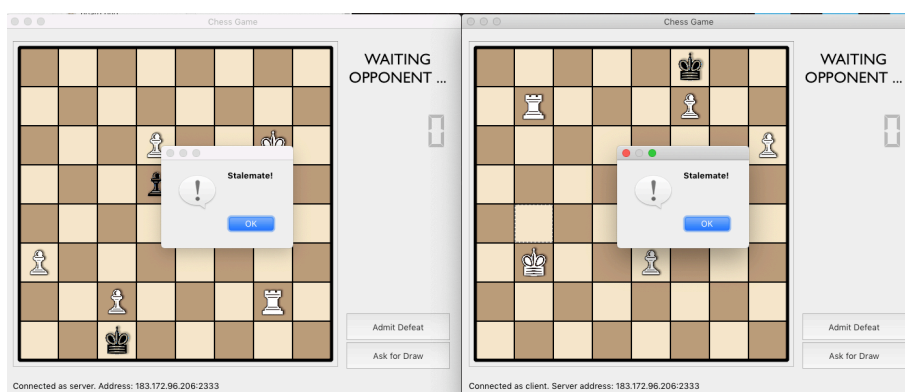 Chess Game
WAITING
OPPONENT ...
0
Stalemate!
OK
Admit Defeat
Ask for Draw
Connected as server. Address: 183.172.96.206:2333
Chess Game
WAITING
OPPONENT ...
0
Stalemate!
OK
Admit Defeat
Ask for Draw
Connected as client. Server address: 183.172.96.206:2333